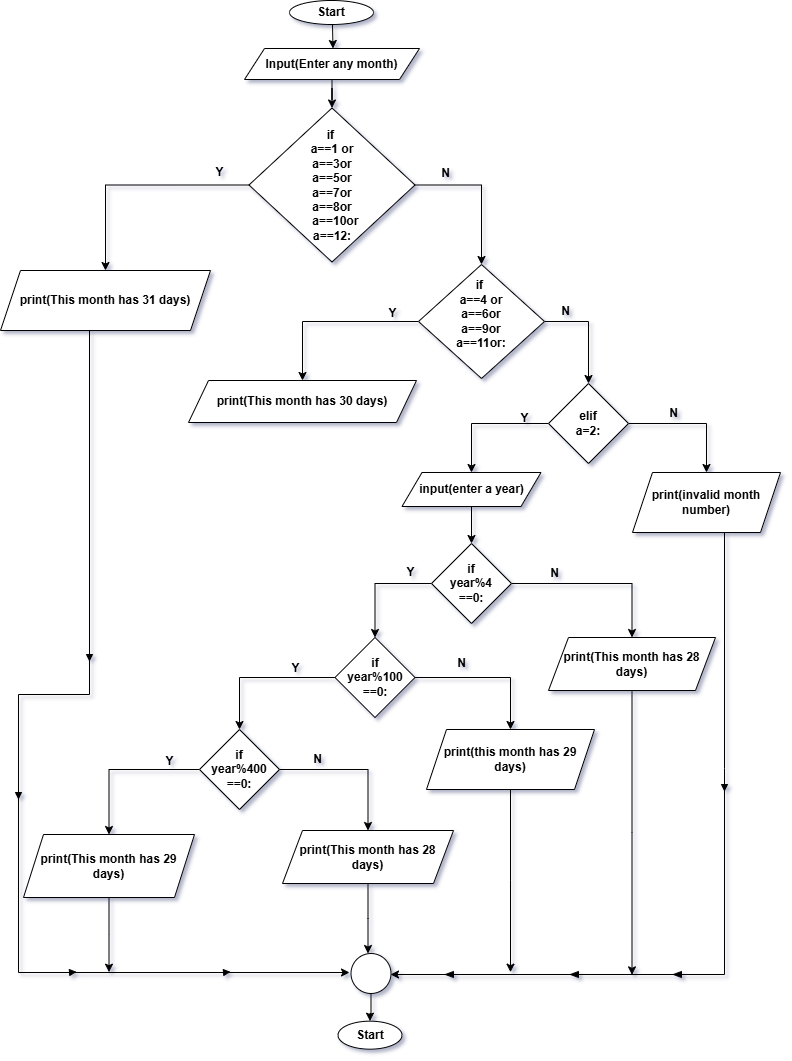 Start
Input(Enter any month)
if
a==1 or
a==3or
a==5or
a==7or
a==8or
a==10or
a==12:
Y
N
print(This month has 31 days)
if
a==4 or
a==6or
a==9or
a==11or:
Y
N
print(This month has 30 days)
elif
a=2:
Y
N
input(enter a year)
print(invalid month
number)
if
year%4
==0:
Y
N
print(This month has 28
days)
if
year%100
==0:
Y
N
print(this month has 29
days)
if
year%400
==0:
Y
N
print(This month has 29
days)
print(This month has 28
days)
Start